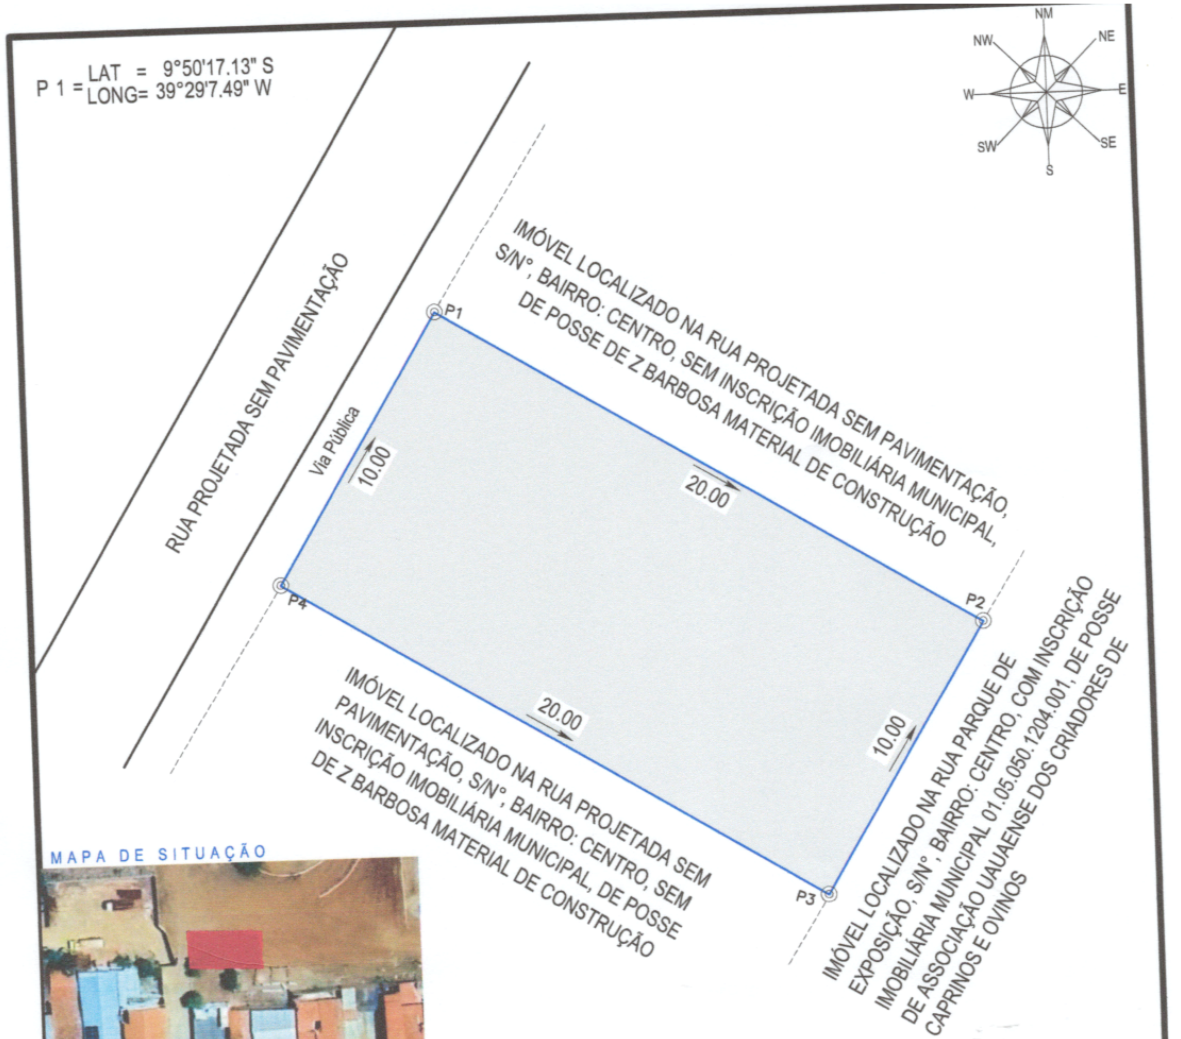 P 1 =
LAT = 9°50'17.13" S
LONG= 39°29'7.49" W
NM
NW
NE
W
E
SW
SE
S
IMÓVEL LOCALIZADO NA RUA PROJETADA SEM PAVIMENTAÇÃO,
S/N°, BAIRRO: CENTRO, SEM INSCRIÇÃO IMOBILIÁRIA MUNICIPAL,
DE POSSE DE Z BARBOSA MATERIAL DE CONSTRUÇÃO
RUA PROJETADA SEM PAVIMENTAÇÃO
Via Pública
P1
10.00
20.00
P2
P4
20.00
10.00
P3
IMÓVEL LOCALIZADO NA RUA PROJETADA SEM
PAVIMENTAÇÃO, S/N°, BAIRRO: CENTRO, SEM
INSCRIÇÃO IMOBILIÁRIA MUNICIPAL, DE POSSE
DE Z BARBOSA MATERIAL DE CONSTRUÇÃO
IMÓVEL LOCALIZADO NA RUA PARQUE DE
EXPOSIÇÃO, S/N°, BAIRRO: CENTRO, COM INSCRIÇÃO
IMOBILIÁRIA MUNICIPAL 01.05.050.1204.001, DE POSSE
DE ASSOCIAÇÃO UAUAENSE DOS CRIADORES DE
CAPRINOS E OVINOS
MAPA DE SITUAÇÃO